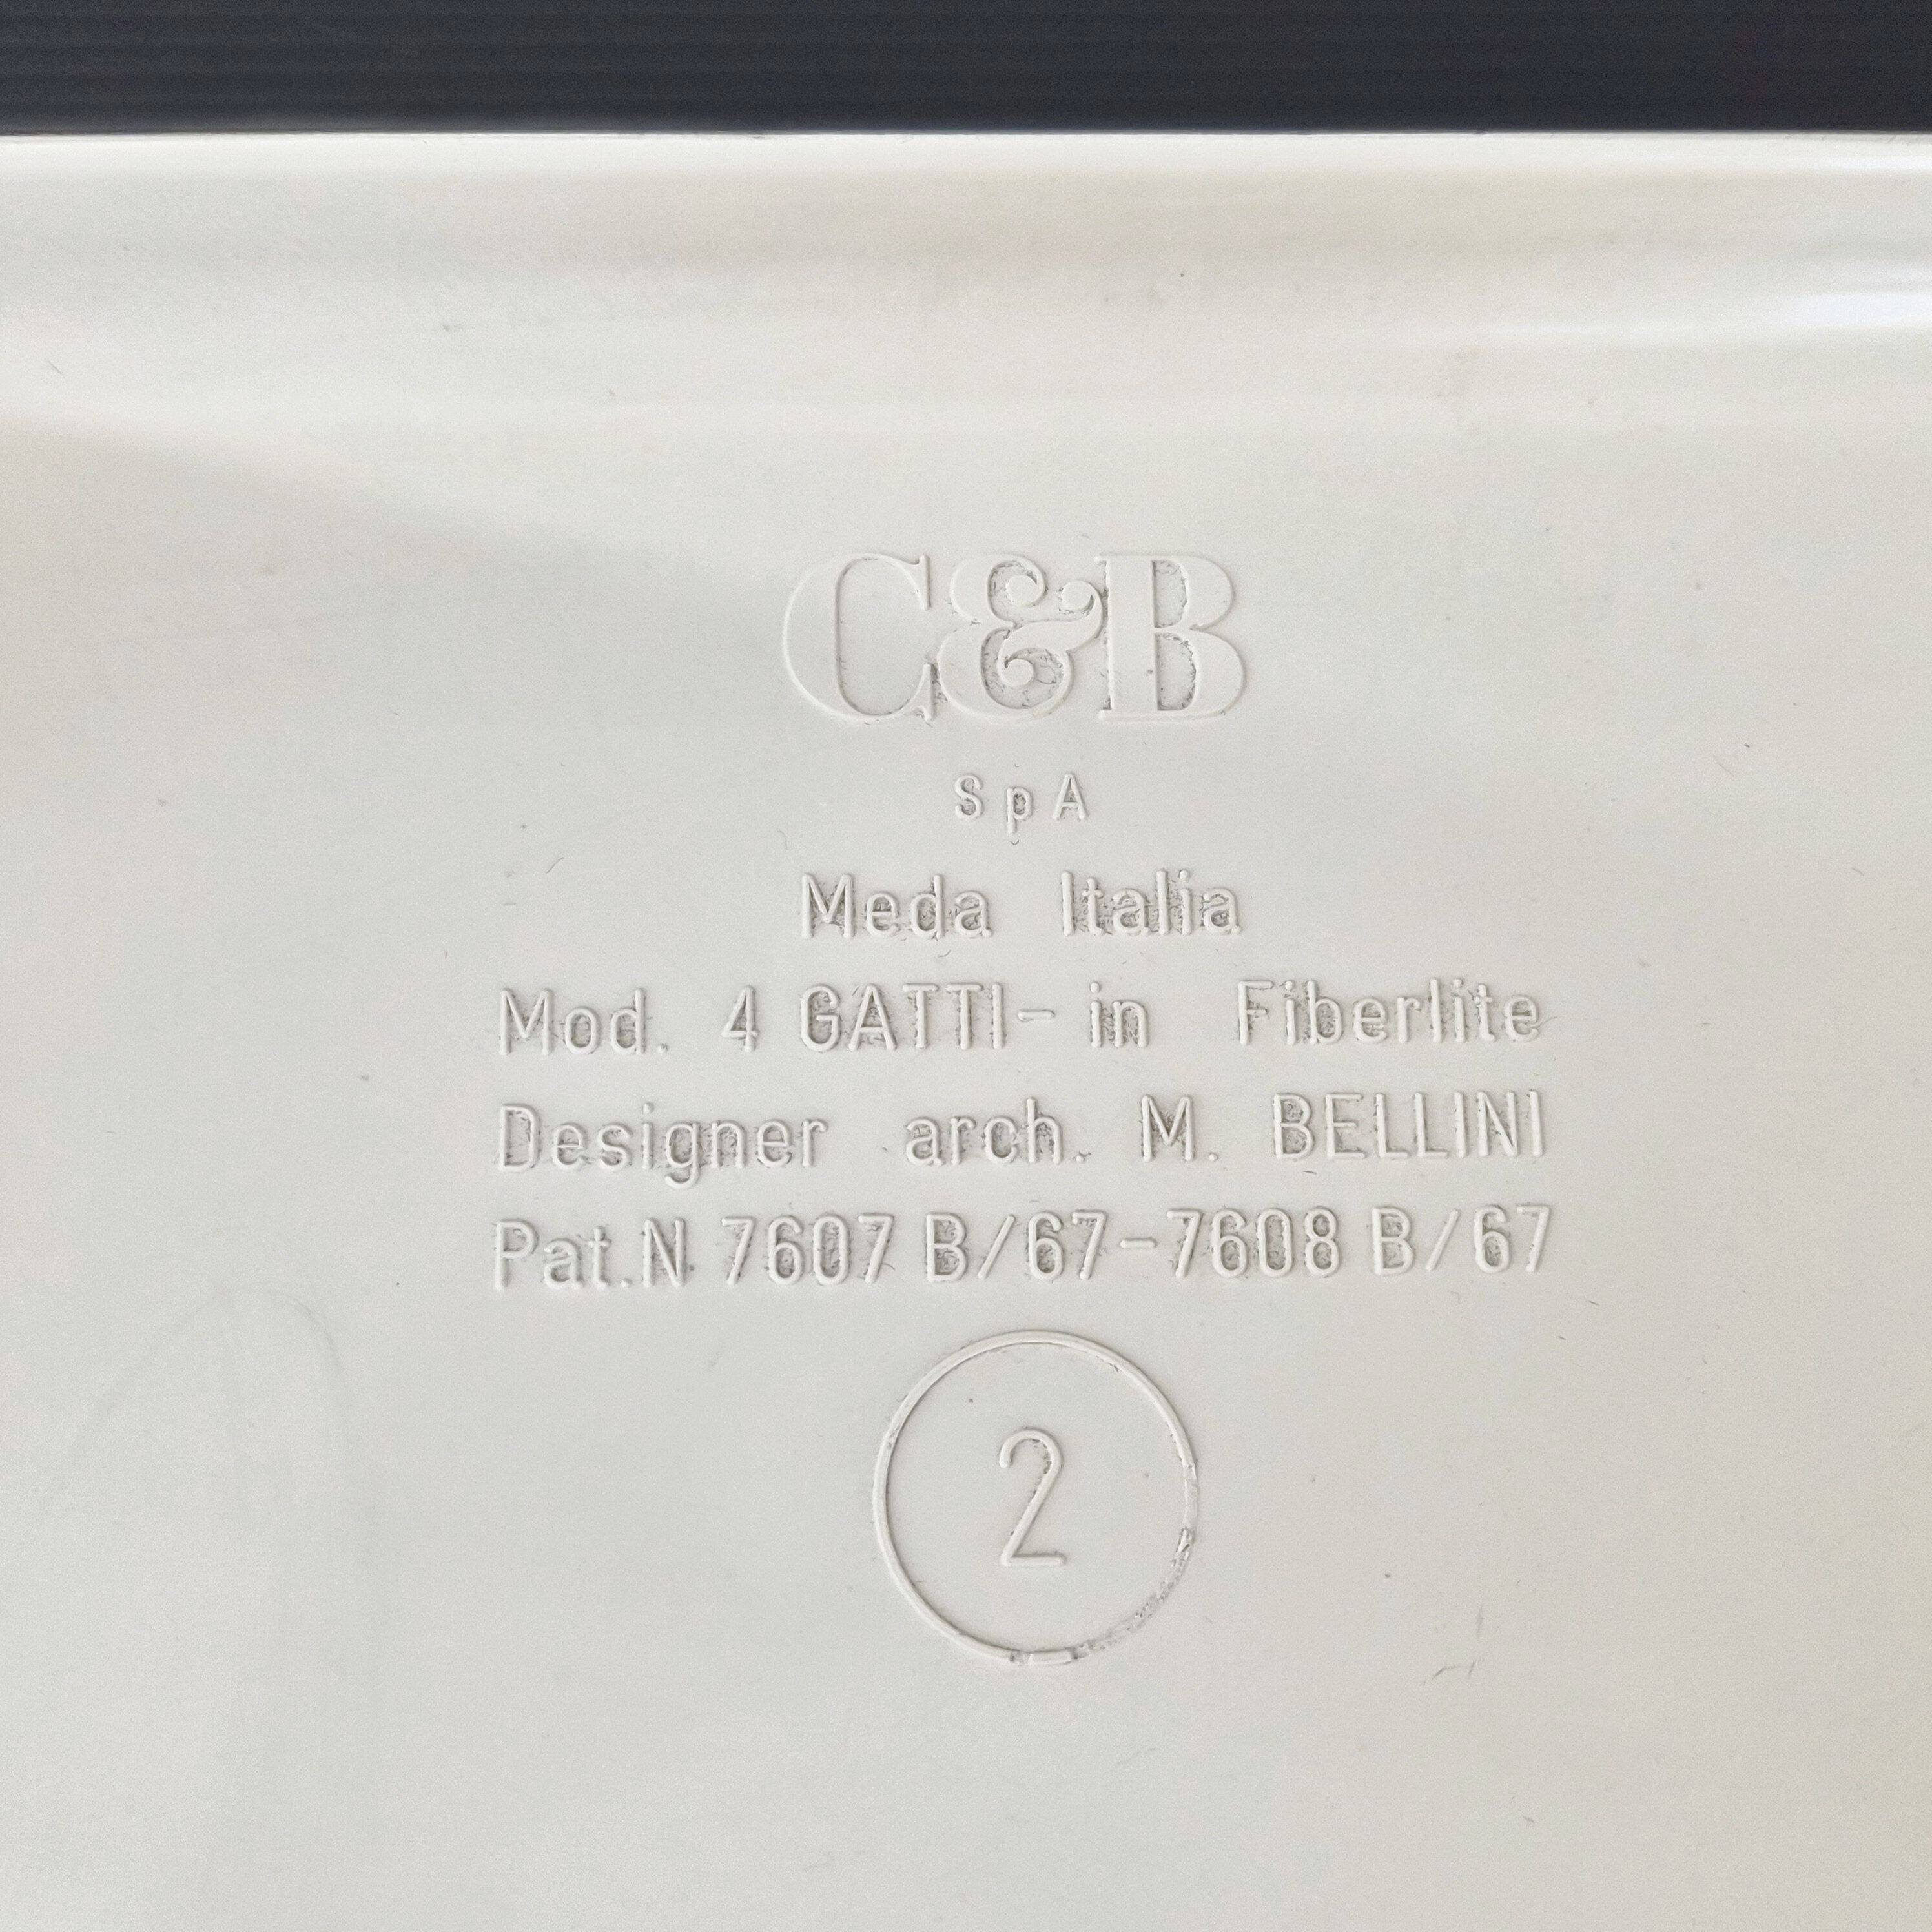 C&B
SpA
Meda Italia
Mod. 4 GATTI- in Fiberlite
Designer arch. M. BELLINI
Pat.N 7607 B/67-7608 B/67
2